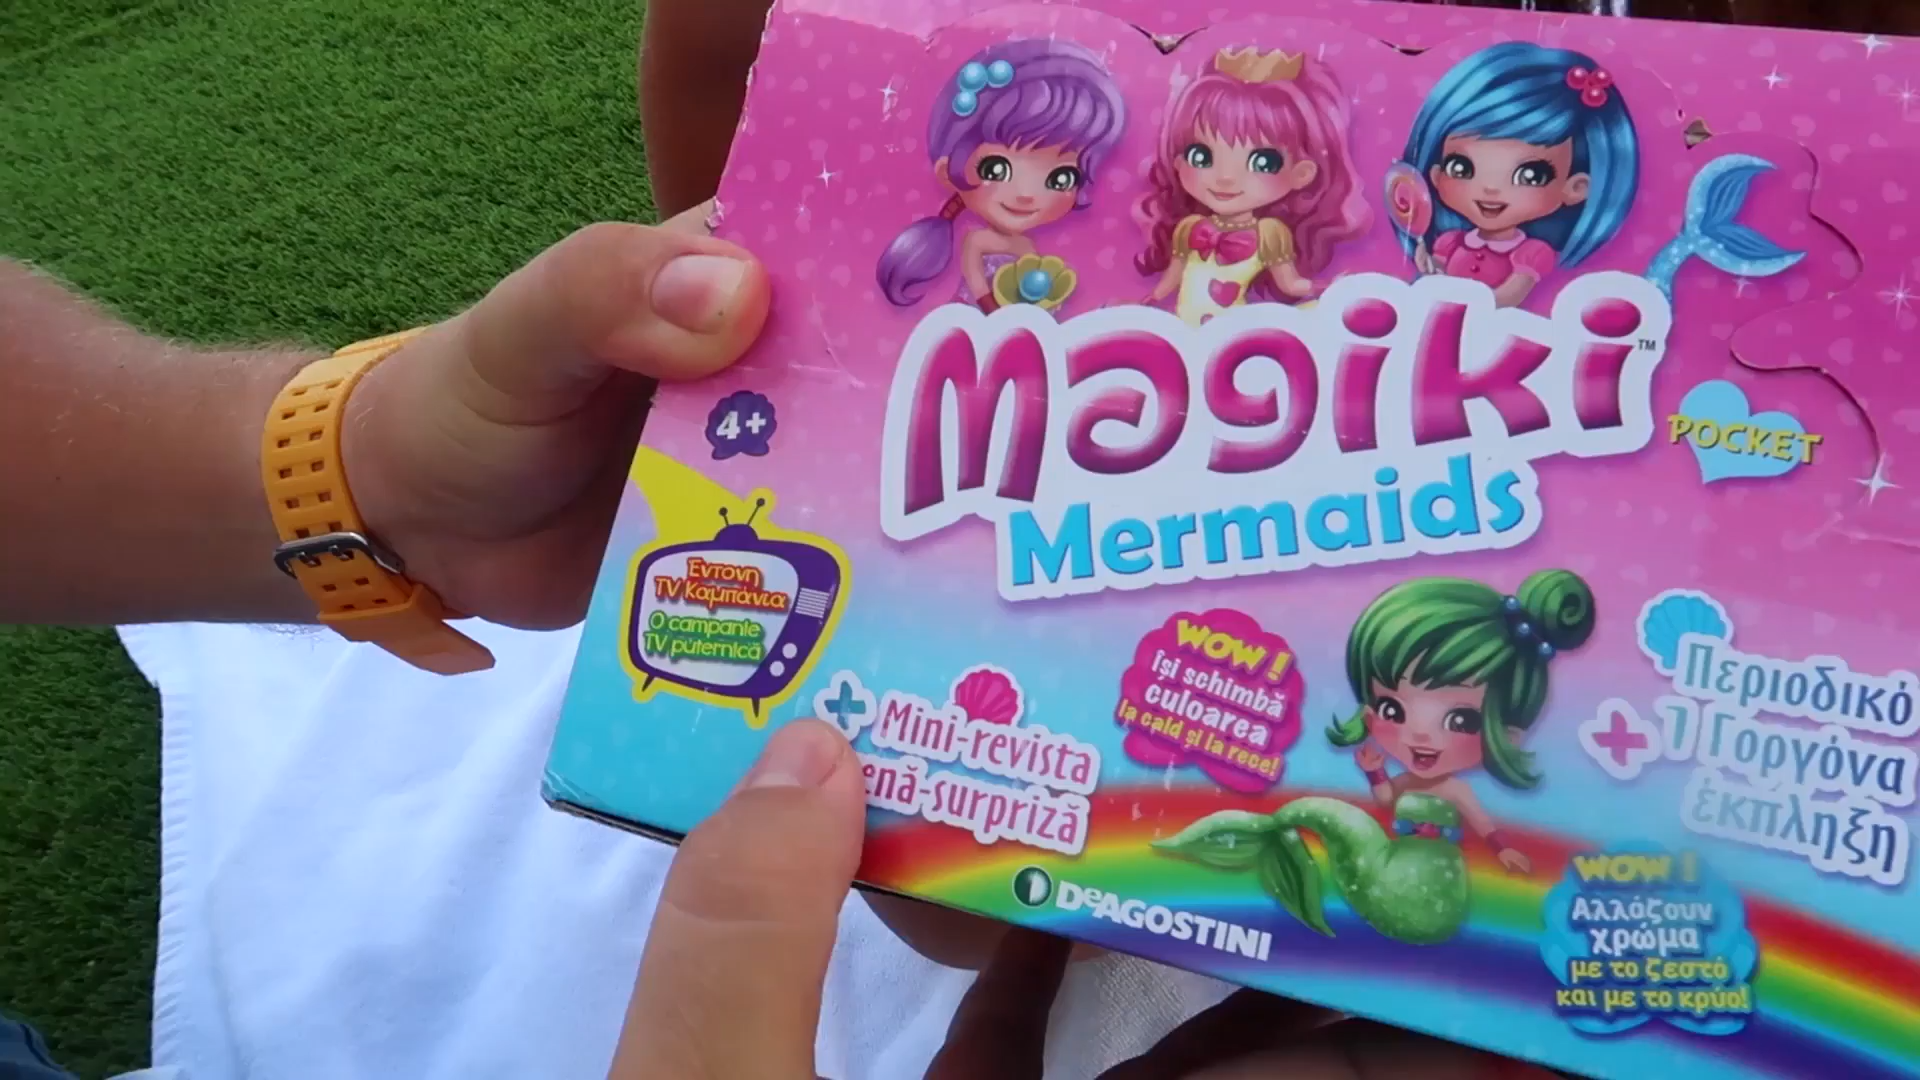 Magiki™
POCKET
Mermaids
4+
Έντονη
TV Καμπάνια
O campanie
TV puternică
+ Mini-revista
WOW!
își schimbă
culoarea
la cald și la rece!
Περιοδικό
+ 1 Γοργόνα
έκπληξη
DeAGOSTINI
WOW!
Αλλάζουν
χρώμα
με το ζεστό
και με το κρύο!